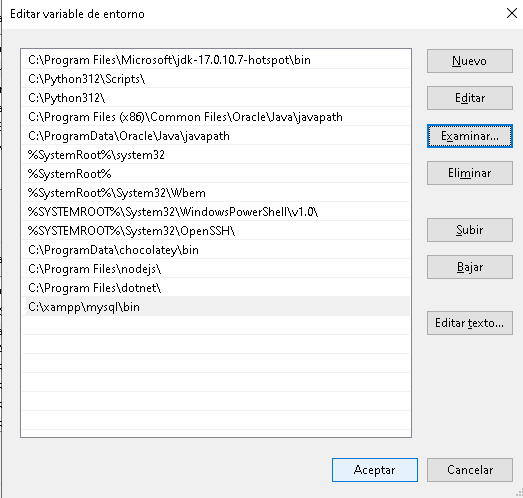 Editar variable de entorno
C:\Program Files\Microsoft\jdk-17.0.10.7-hotspot\bin
C:\Python312\Scripts\
C:\Python312\
C:\Program Files (x86)\Common Files\Oracle\Java\javapath
C:\ProgramData\Oracle\Java\javapath
%SystemRoot%\system32
%SystemRoot%
%SystemRoot%\System32\Wbem
%SYSTEMROOT%\System32\WindowsPowerShell\v1.0\
%SYSTEMROOT%\System32\OpenSSH\
C:\ProgramData\chocolatey\bin
C:\Program Files\nodejs\
C:\Program Files\dotnet\
C:\xampp\mysql\bin
Nuevo
Editar
Examinar...
Eliminar
Subir
Bajar
Editar texto...
Aceptar
Cancelar